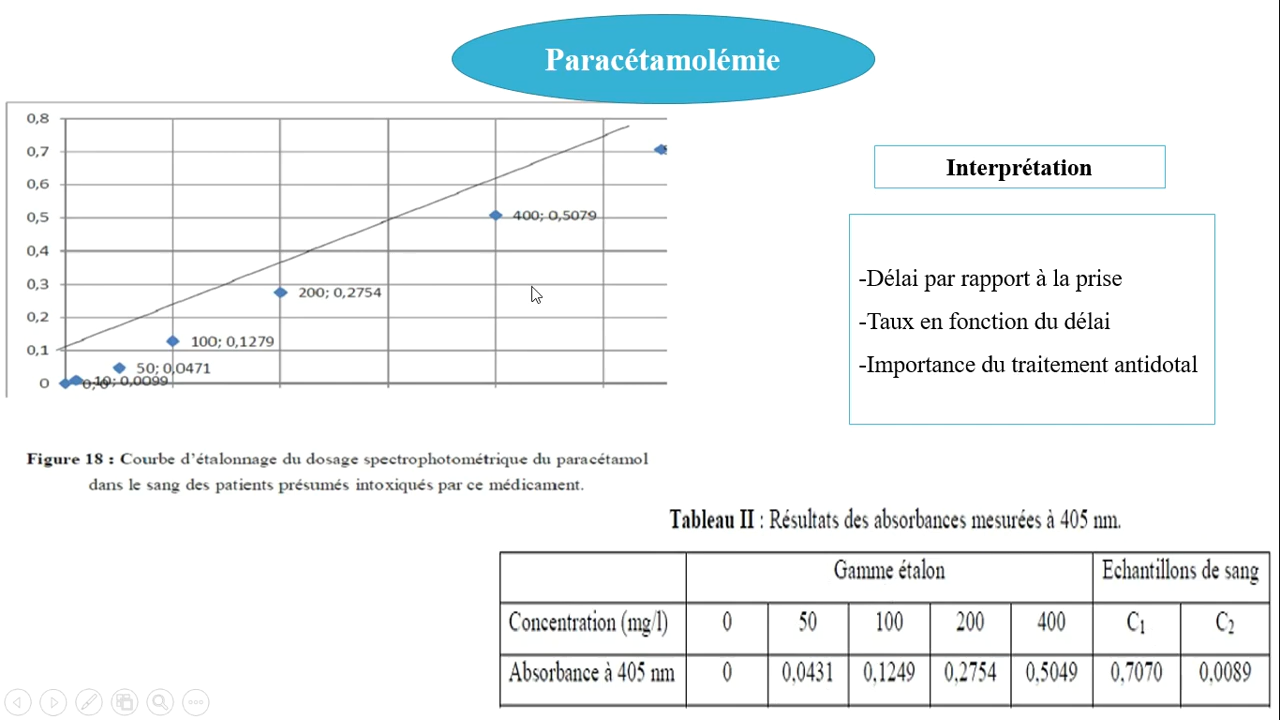 Paracétamolémie
0,8
0,7
0,6
0,5
0,4
0,3
0,2
0,1
0
400; 0,5079
200; 0,2754
100; 0,1279
50; 0,0471
10; 0,0099
0; 0
Interprétation
-Délai par rapport à la prise
-Taux en fonction du délai
-Importance du traitement antidotal
Figure 18 : Courbe d'étalonnage du dosage spectrophotométrique du paracétamol
dans le sang des patients présumés intoxiqués par ce médicament.
Tableau II : Résultats des absorbances mesurées à 405 nm.
Gamme étalon Echantillons de sang
Concentration (mg/l) 0 50 100 200 400 C1 C2
Absorbance à 405 nm 0 0,0431 0,1249 0,2754 0,5049 0,7070 0,0089